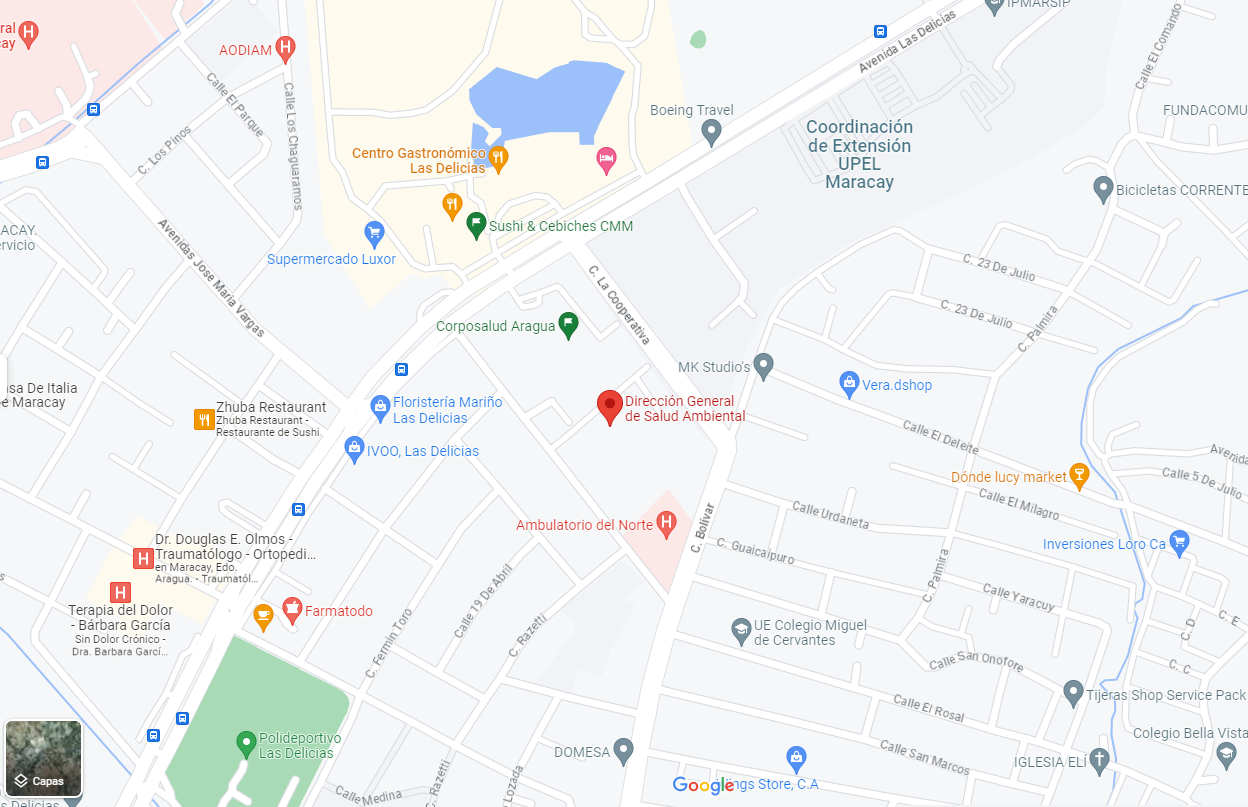 IPMARSIP
AODIAM
Avenida Las Delicias
Calle El Comando
Calle El Parque
Calle Los Chaguaramos
Boeing Travel
FUNDACOMU
Coordinación
de Extensión
UPEL
Maracay
C. Los Pinos
Centro Gastronómico
Las Delicias
Bicicletas CORRENTE
Sushi & Cebiches CMM
ACAY.
ervicio
Supermercado Luxor
Avenidas Jose Maria Vargas
C. La Cooperativa
C. 23 De Julio
C. 23 De Julio
C. Palmira
Corposalud Aragua
MK Studio's
Vera.dshop
asa De Italia
e Maracay
Zhuba Restaurant
Zhuba Restaurant -
Restaurante de Sushi
Floristería Mariño
Las Delicias
Dirección General
de Salud Ambiental
IVOO, Las Delicias
Calle El Deleite
Avenida
Dónde lucy market
Calle 5 De Julio
Calle El Milagro
Ambulatorio del Norte
C. Bolívar
Calle Urdaneta
Inversiones Loro Ca
Dr. Douglas E. Olmos -
Traumatólogo - Ortopedi...
en Maracay, Edo.
Aragua. - Traumatól...
C. Guaicaipuro
C. Palmira
Calle Yaracuy
Terapia del Dolor
- Bárbara García
Sin Dolor Crónico -
Dra. Barbara Garcí...
Farmatodo
Calle 19 De Abril
C. Razetti
C. Fermin Toro
UE Colegio Miguel
de Cervantes
C. D
C. E
C. C
Calle San Onofore
Calle El Rosal
Tijeras Shop Service Pack
Polideportivo
Las Delicias
Colegio Bella Vista
DOMESA
Calle San Marcos
IGLESIA ELÍ
Capas
Google
ings Store, C.A
C. Razetti
Lozada
Calle Medina
s Delicias